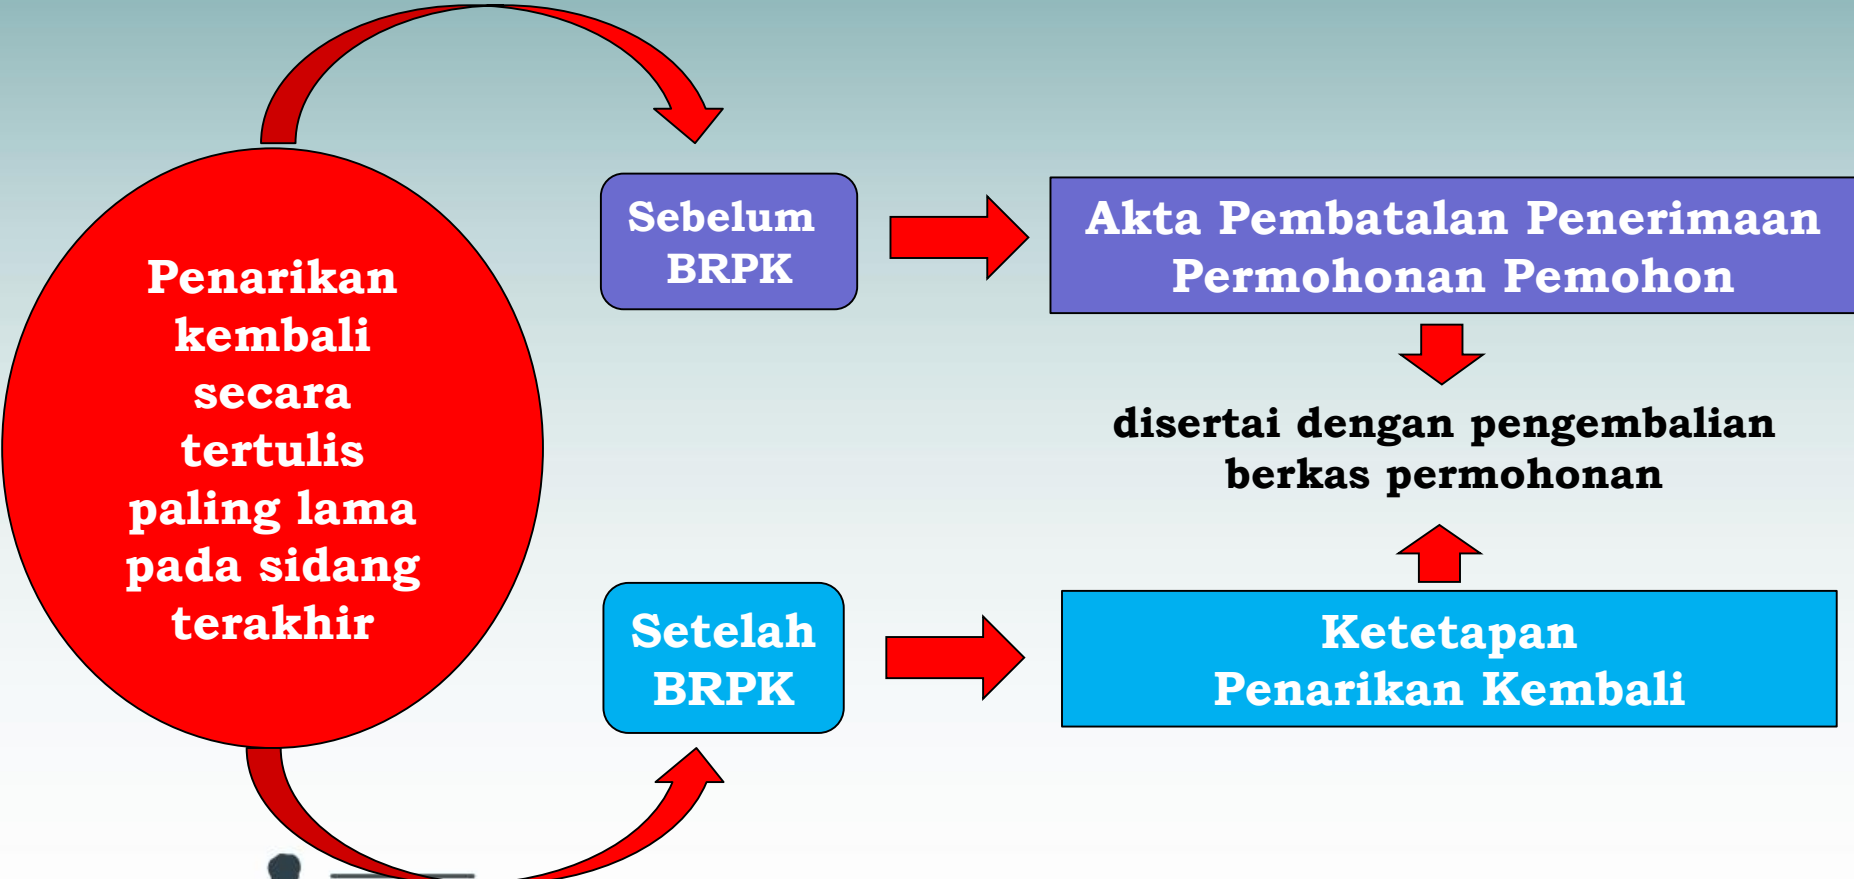 Penarikan
kembali
secara
tertulis
paling lama
pada sidang
terakhir
Sebelum
BRPK
Akta Pembatalan Penerimaan
Permohonan Pemohon
disertai dengan pengembalian
berkas permohonan
Setelah
BRPK
Ketetapan
Penarikan Kembali